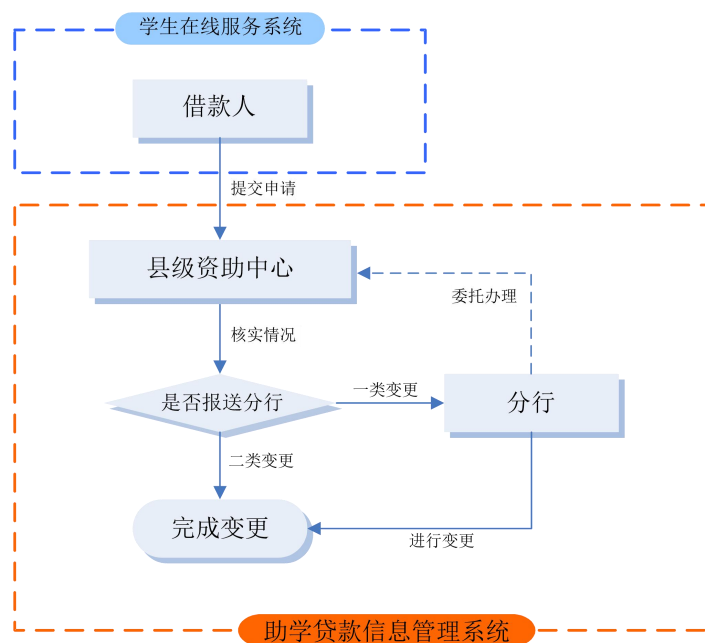 学生在线服务系统
借款人
提交申请
县级资助中心
委托办理
核实情况
是否报送分行
一类变更
分行
二类变更
完成变更
进行变更
助学贷款信息管理系统